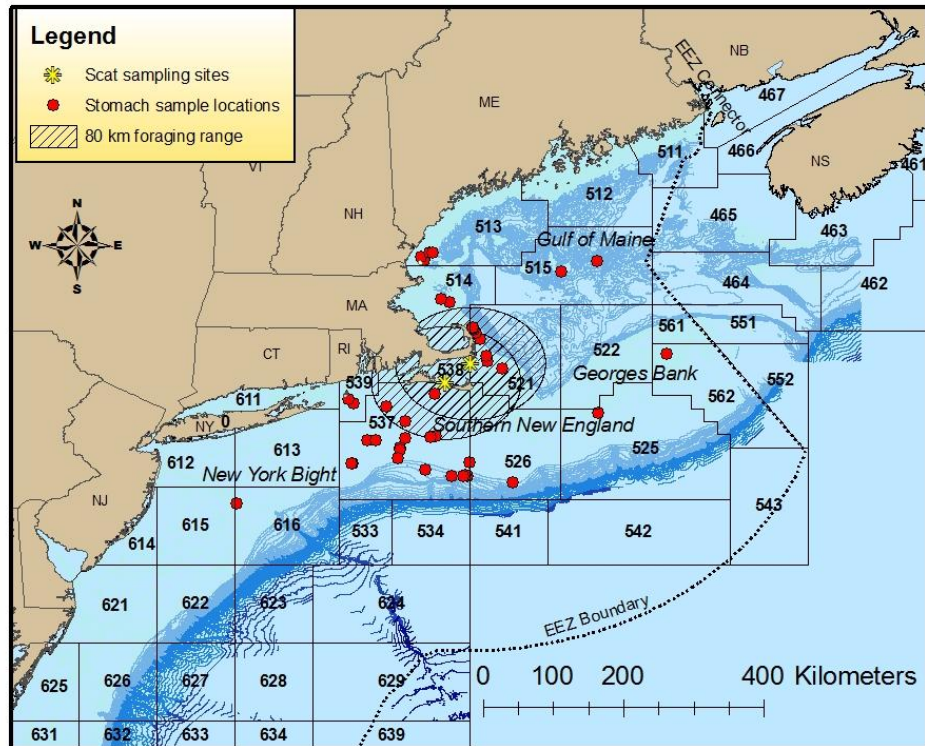 Legend
Scat sampling sites
Stomach sample locations
80 km foraging range
NB
EEZ Connector
467
ME
511
466
NS
461
VI
512
465
NH
513
463
Gulf of Maine
N
W E
S
515
514
464
462
MA
561
551
CT
RI
538
522
539
521
Georges Bank
552
611
562
NY
0
537
Southern New England
613
525
612
New York Bight
526
NJ
543
615
616
533
534
541
542
614
621
622
623
624
EEZ Boundary
0 100 200 400 Kilometers
625
626
627
628
629
631
632
633
634
639